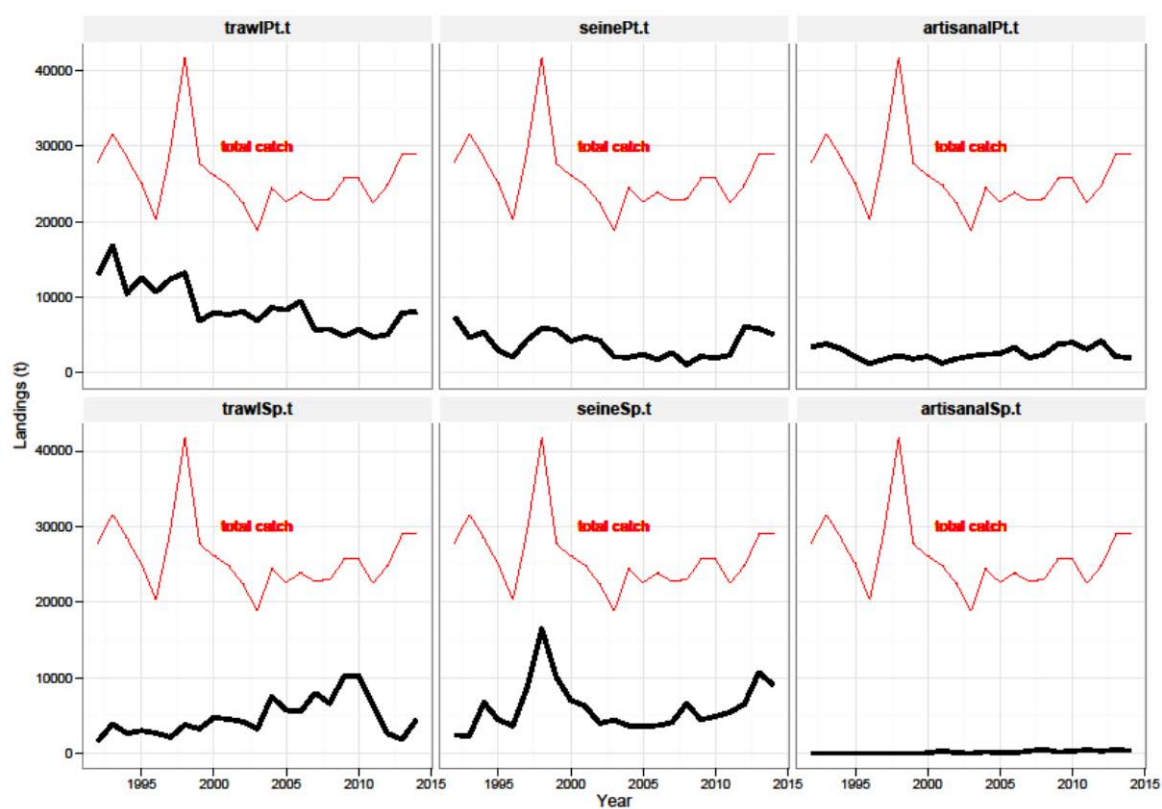 trawlPt.t seinePt.t artisanalPt.t
40000
30000
20000
10000
0
total catch total catch total catch
Landings (t)
trawlSp.t seineSp.t artisanalSp.t
40000
30000
20000
10000
0
total catch total catch total catch
1995 2000 2005 2010 2015 1995 2000 2005 2010 2015 1995 2000 2005 2010 2015
Year